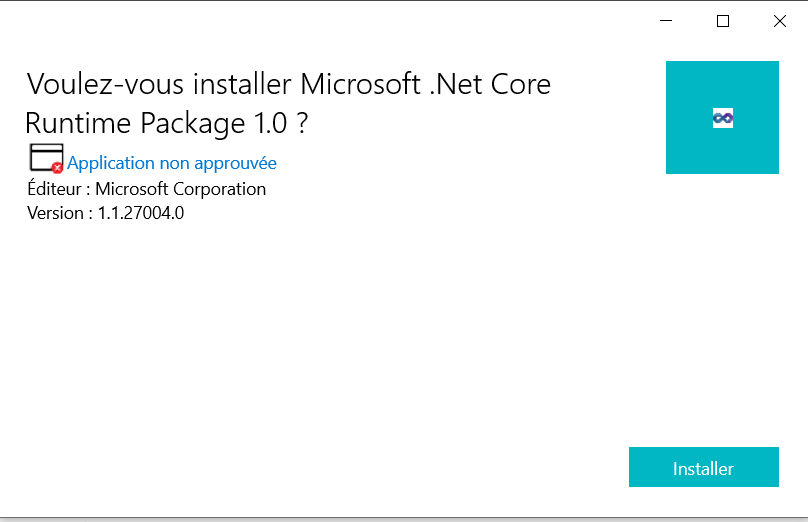 Voulez-vous installer Microsoft .Net Core
Runtime Package 1.0 ?
Application non approuvée
Éditeur : Microsoft Corporation
Version : 1.1.27004.0
Installer